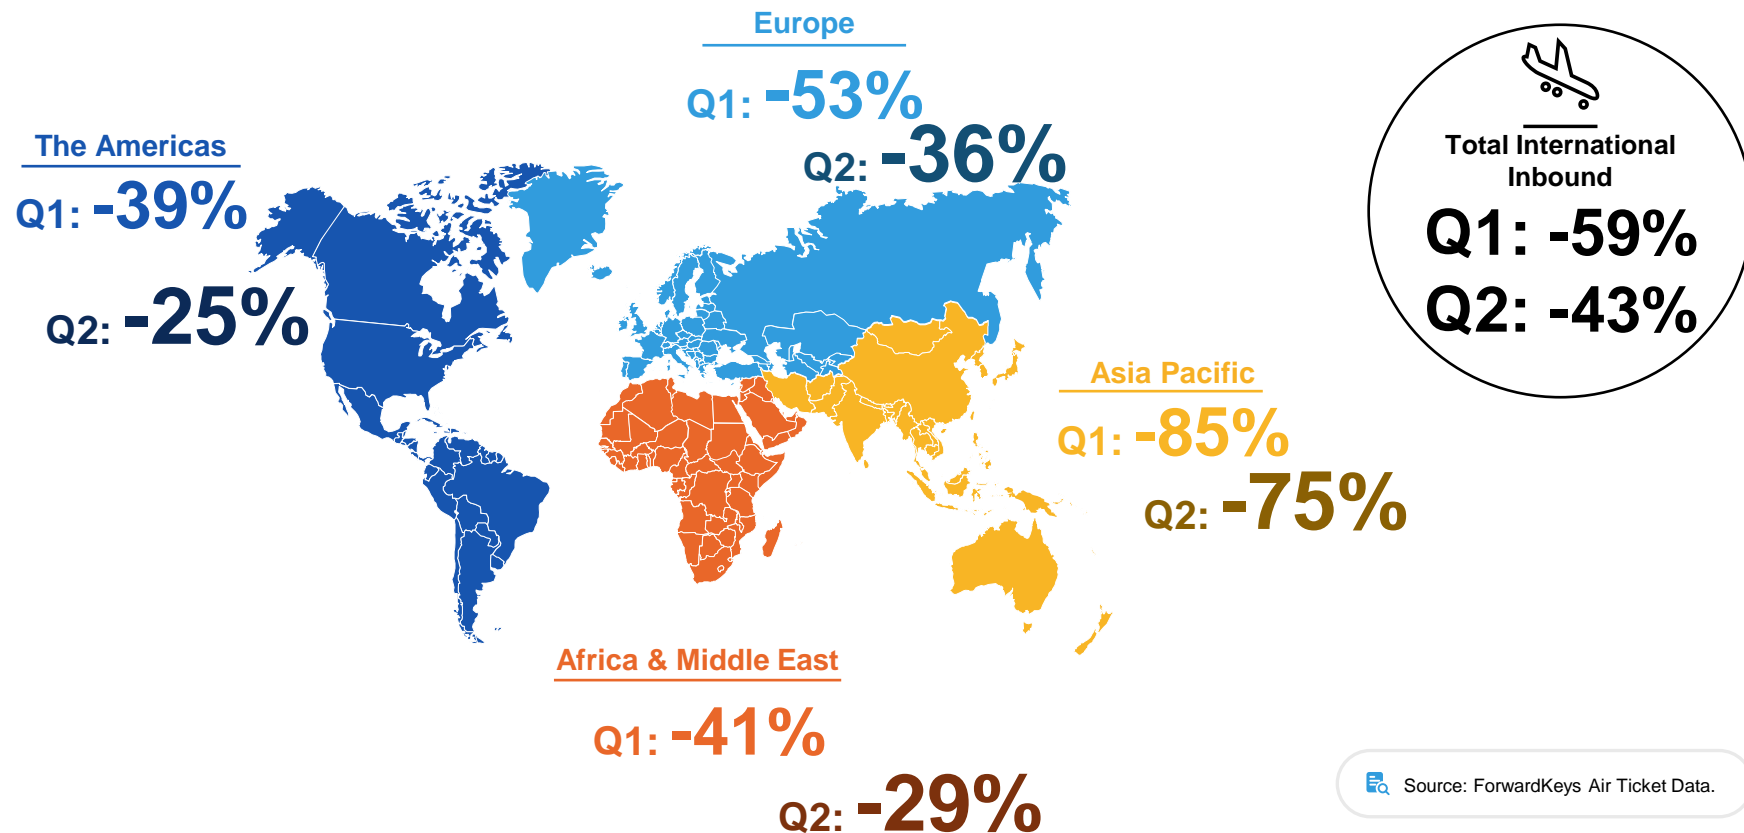 Europe
Q1: -53%
Q2: -36%
The Americas
Q1: -39%
Q2: -25%
Total International
Inbound
Q1: -59%
Q2: -43%
Asia Pacific
Q1: -85%
Q2: -75%
Africa & Middle East
Q1: -41%
Q2: -29%
Source: ForwardKeys Air Ticket Data.